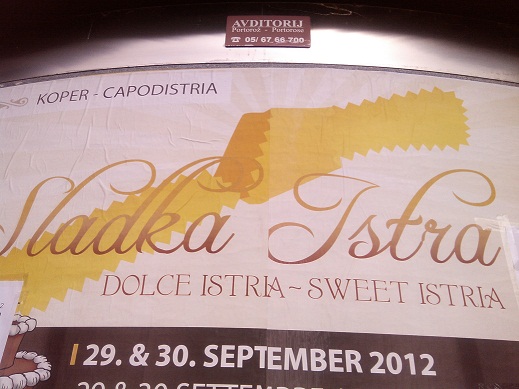 AVDITORIJ
Portorož - Portorose
☎ 05/ 67 66 700
KOPER - CAPODISTRIA
Sladka Istra
DOLCE ISTRIA ~ SWEET ISTRIA
29. & 30. SEPTEMBER 2012